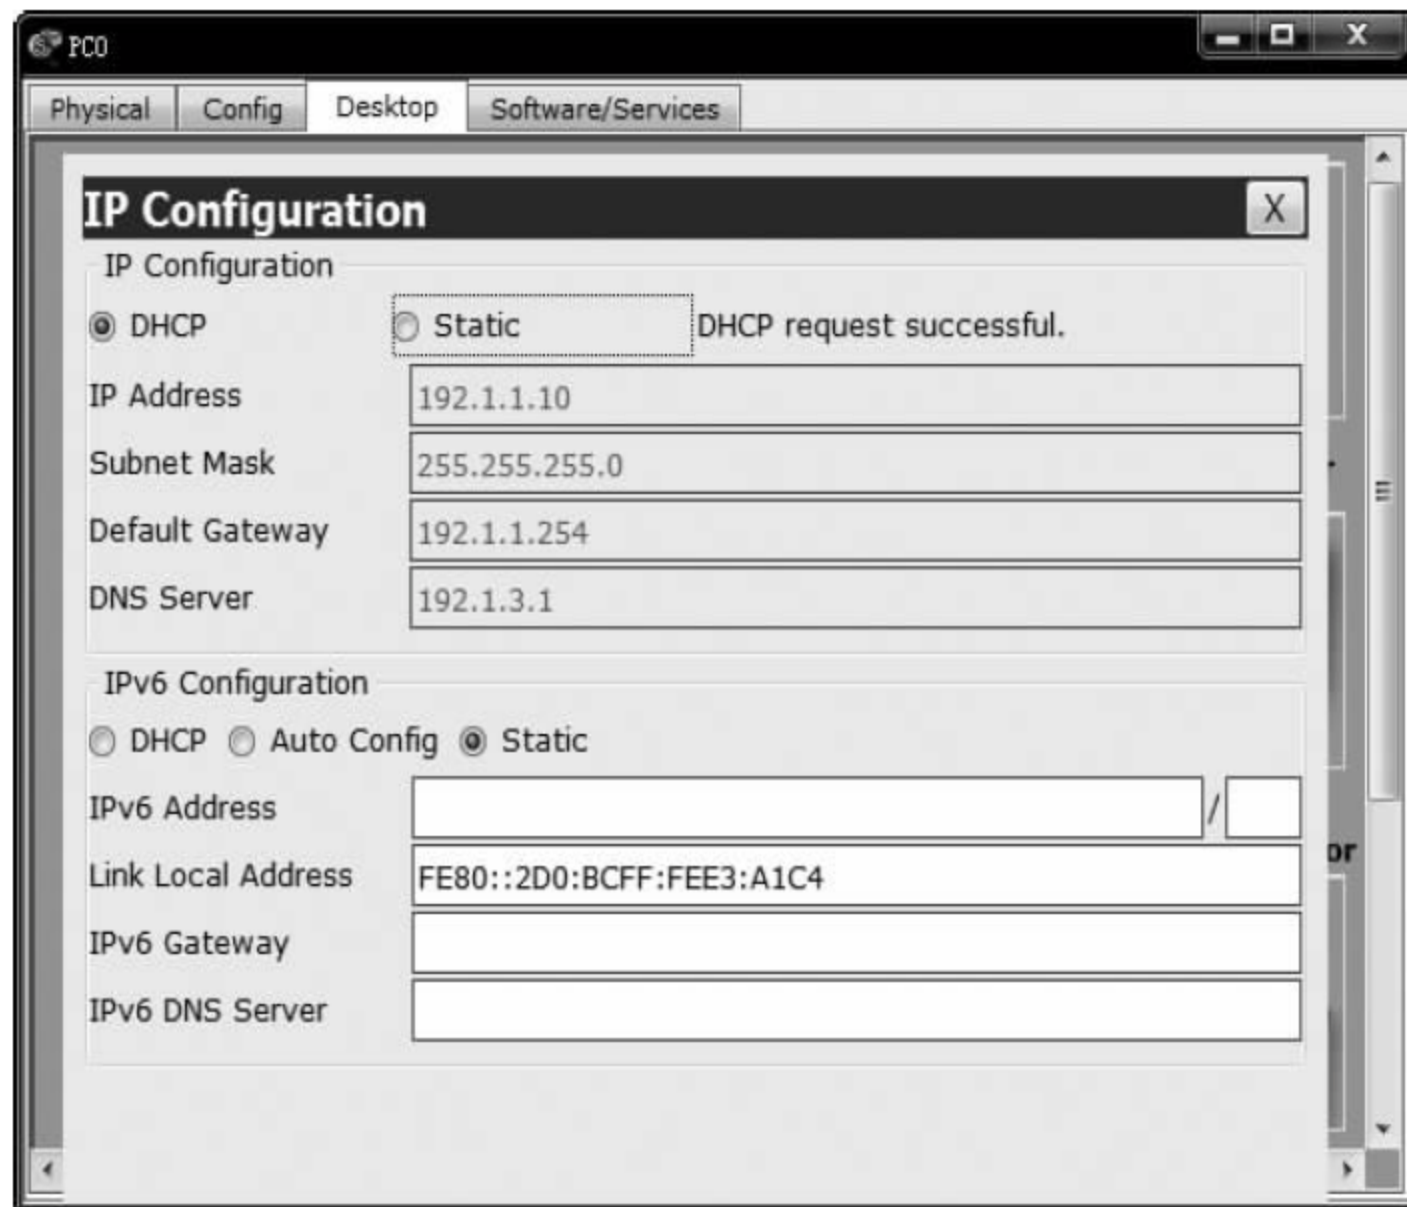 PC0
X
Physical Config Desktop Software/Services
IP Configuration X
IP Configuration
DHCP Static DHCP request successful.
IP Address 192.1.1.10
Subnet Mask 255.255.255.0
Default Gateway 192.1.1.254
DNS Server 192.1.3.1
IPv6 Configuration
DHCP Auto Config Static
IPv6 Address /
or
Link Local Address FE80::2D0:BCFF:FEE3:A1C4
IPv6 Gateway
IPv6 DNS Server